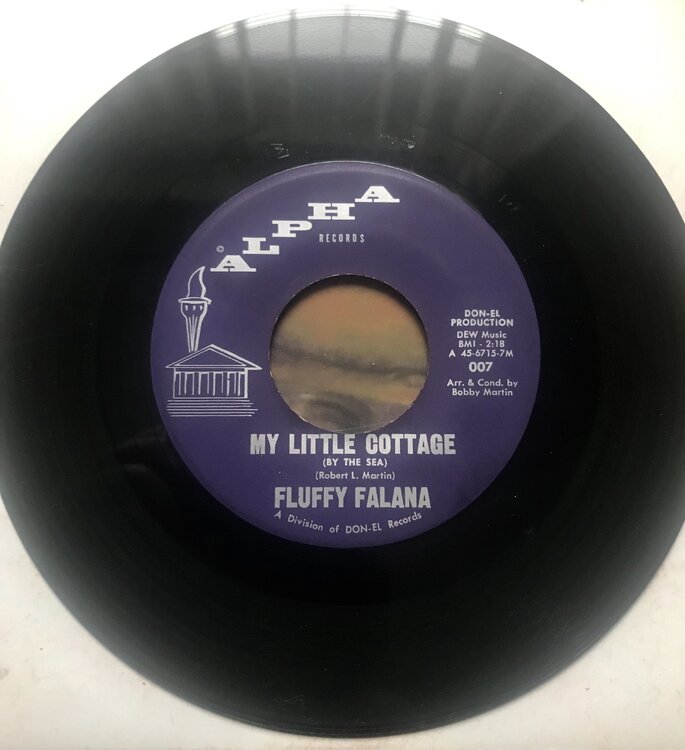 ALPHA
©
RECORDS
DON-EL
PRODUCTION
DEW Music
BMI - 2:18
A 45-6715-7M
007
Arr. & Cond. by
Bobby Martin
MY LITTLE COTTAGE
(BY THE SEA)
(Robert L. Martin)
FLUFFY FALANA
A Division of DON-EL Records